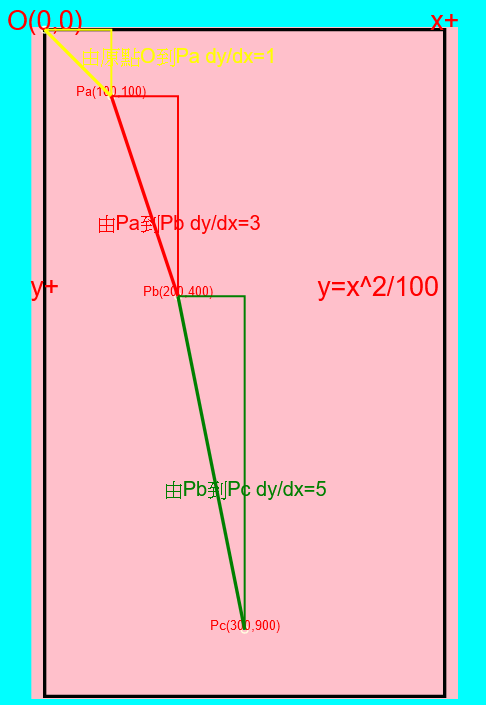 O(0,0)
x+
由原點O到Pa dy/dx=1
Pa(100,100)
由Pa到Pb dy/dx=3
y+
Pb(200,400)
y=x^2/100
由Pb到Pc dy/dx=5
Pc(300,900)